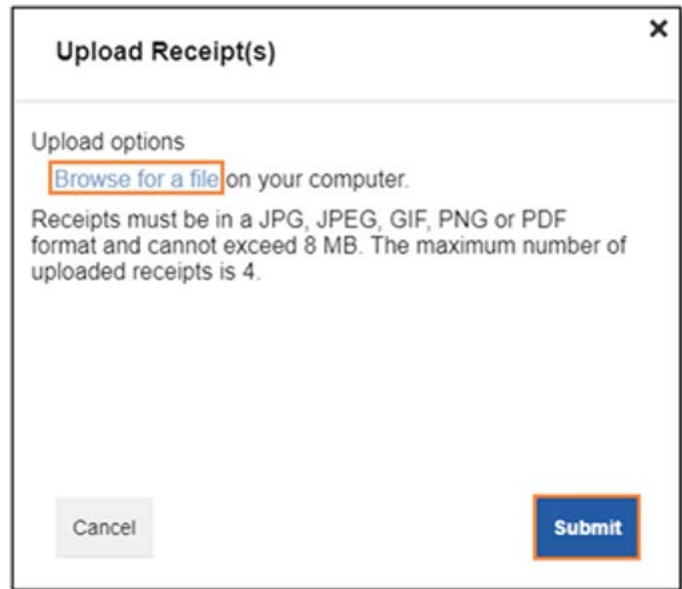 Upload Receipt(s)
Upload options
Browse for a file on your computer.
Receipts must be in a JPG, JPEG, GIF, PNG or PDF
format and cannot exceed 8 MB. The maximum number of
uploaded receipts is 4.
Cancel
Submit